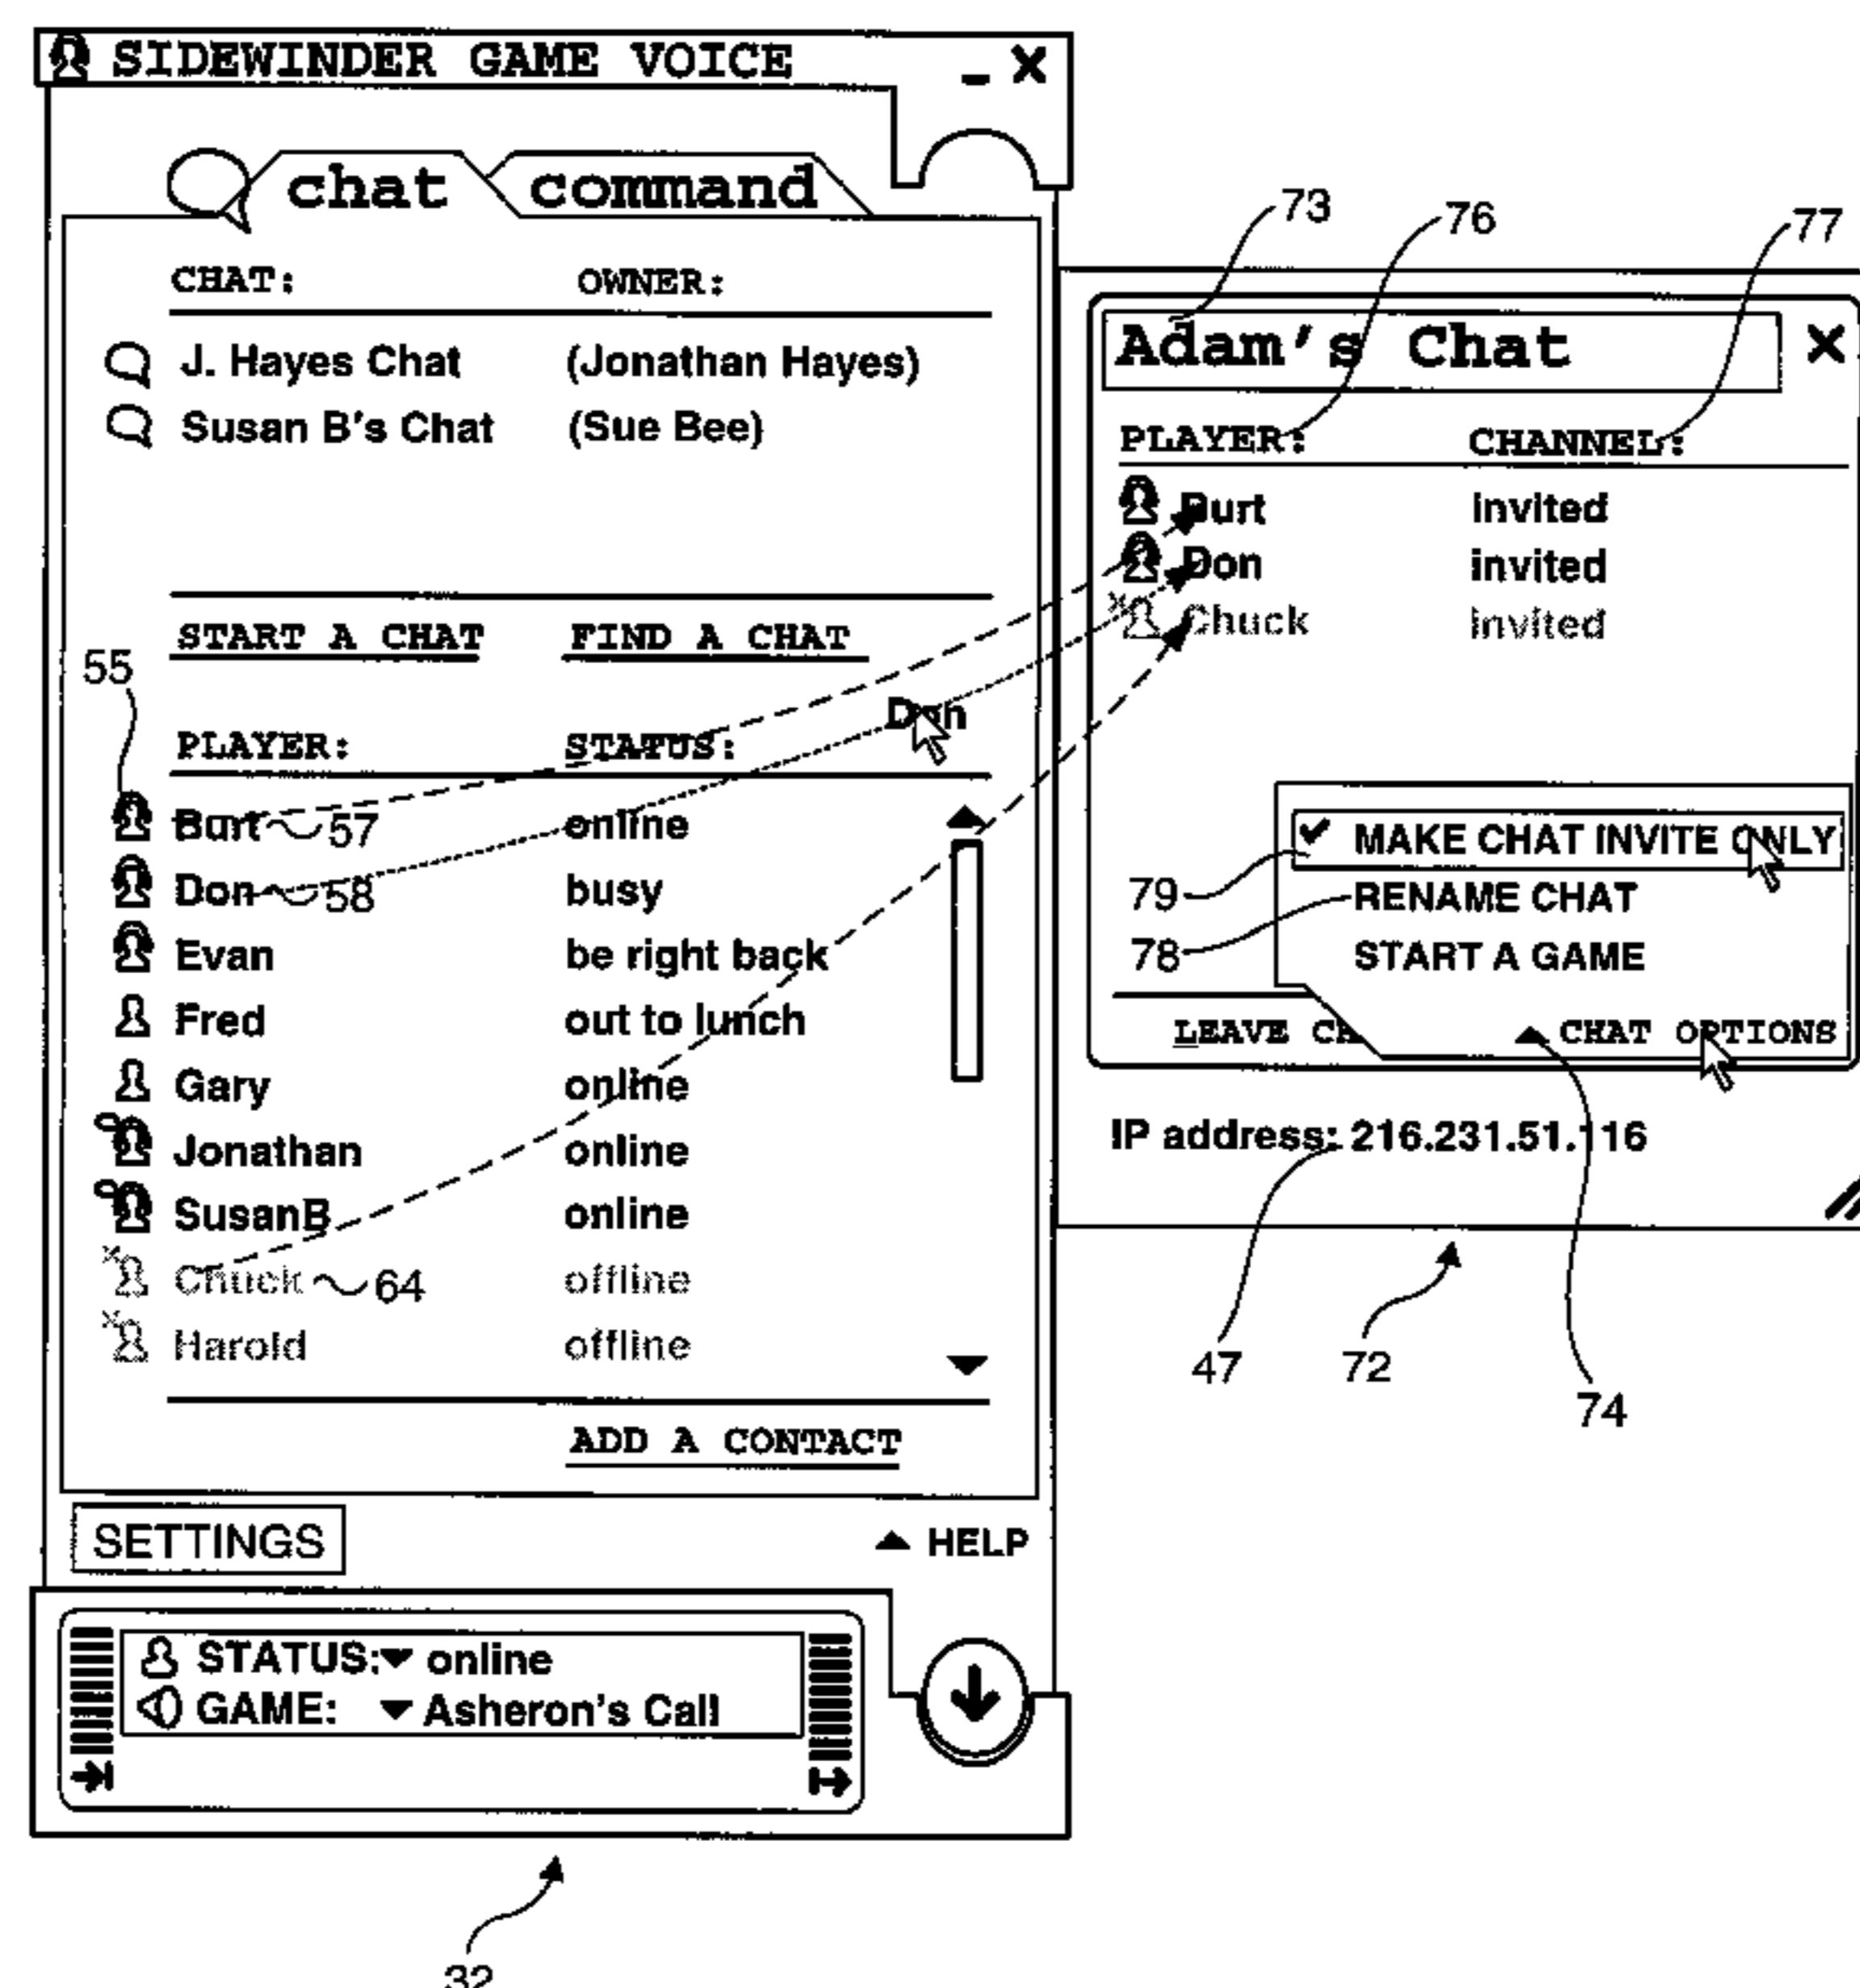 SIDEWINDER GAME VOICE
chat command
CHAT: OWNER:
J. Hayes Chat (Jonathan Hayes)
Susan B's Chat (Sue Bee)
START A CHAT FIND A CHAT
55
Don
PLAYER: STATUS:
Burt 57 online
Don 58 busy
Evan be right back
Fred out to lunch
Gary online
Jonathan online
SusanB online
Chuck 64 offline
Harold offline
ADD A CONTACT
SETTINGS HELP
STATUS: online
GAME: Asheron's Call
32
73 76 77
Adam's Chat
PLAYER: CHANNEL:
Burt invited
Don invited
Chuck invited
MAKE CHAT INVITE ONLY
79 RENAME CHAT
78 START A GAME
LEAVE CHAT OPTIONS
IP address: 216.231.51.116
47 72 74